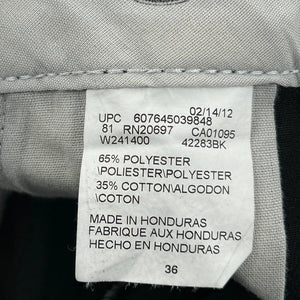 02/14/12
UPC 607645039848
81 RN20697 CA01095
W241400 42283BK
65% POLYESTER
\POLIESTER\POLYESTER
35% COTTON\ALGODON
\COTON
MADE IN HONDURAS
FABRIQUE AUX HONDURAS
HECHO EN HONDURAS
36